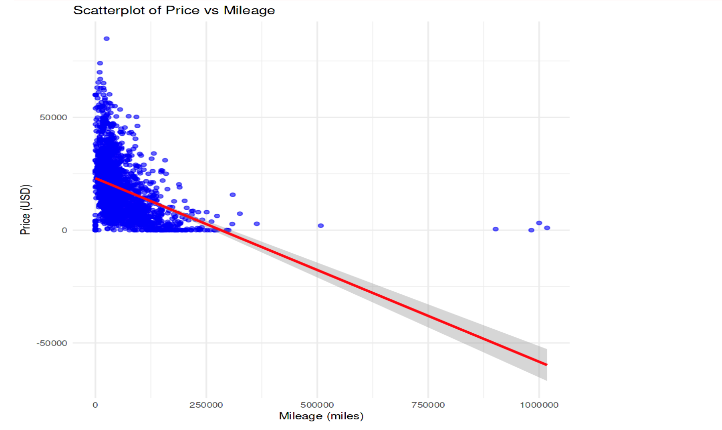 Scatterplot of Price vs Mileage
Price (USD)
50000
0
-50000
0 250000 500000 750000 1000000
Mileage (miles)